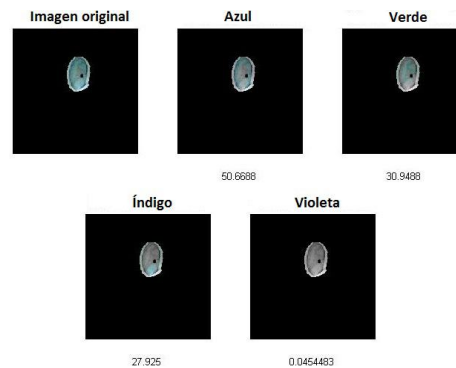 Imagen original
Azul
Verde
50.6688
30.9488
Índigo
Violeta
27.925
0.0454483